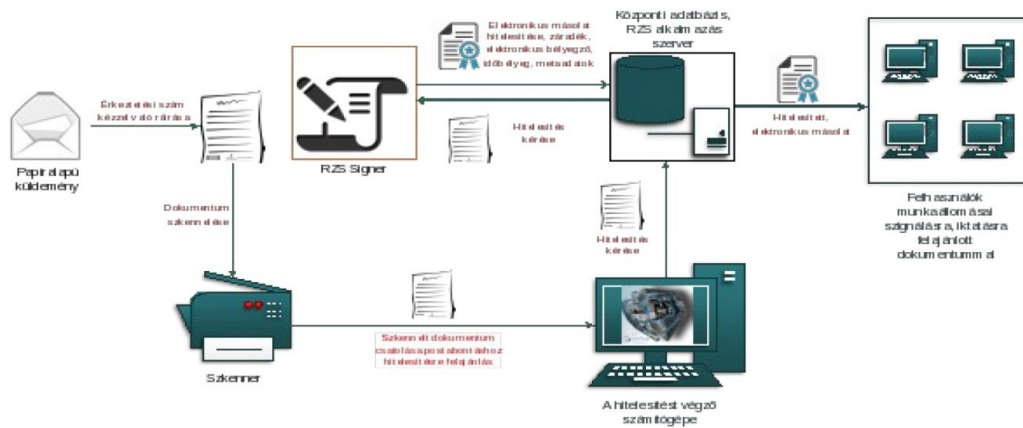 Elektronikus másolat
hitelesítése, záradék,
elektronikus bélyegző,
időbélyeg, metaadatok
Központi adatbázis,
RZS alkalmazás
szerver
Érkeztetési szám
kézzel való ráírása
Papíralapú
küldemény
RZS Signer
Hitelesítés
kérése
Hitelesített,
elektronikus másolat
Felhasználók
munkaállomásai
szignálásra, iktatásra
felajánlott
dokumentummal
Dokumentum
szkennelése
Hitelesítés
kérése
Szkennelt dokumentum
csatolása postabontáshoz
hitelesítésre felajánlás
Szkenner
A hitelesítést végző
számítógépe